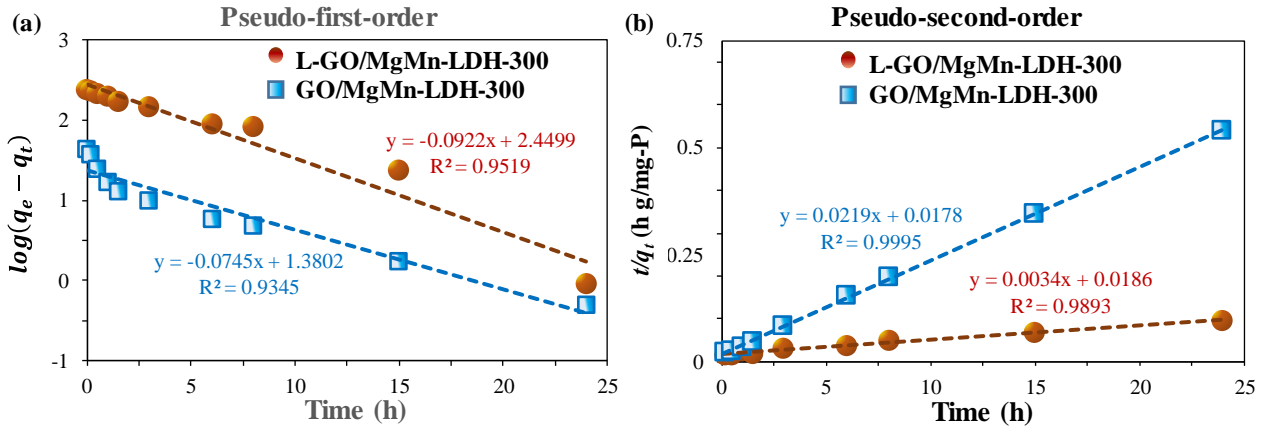 (a)
Pseudo-first-order
3
2
1
0
-1
log(qₑ − qₜ)
L-GO/MgMn-LDH-300
GO/MgMn-LDH-300
y = -0.0922x + 2.4499
R² = 0.9519
y = -0.0745x + 1.3802
R² = 0.9345
0
5
10
15
20
25
Time (h)
(b)
Pseudo-second-order
0.75
0.5
0.25
0
t/qₜ (h g/mg-P)
L-GO/MgMn-LDH-300
GO/MgMn-LDH-300
y = 0.0219x + 0.0178
R² = 0.9995
y = 0.0034x + 0.0186
R² = 0.9893
0
5
10
15
20
25
Time (h)